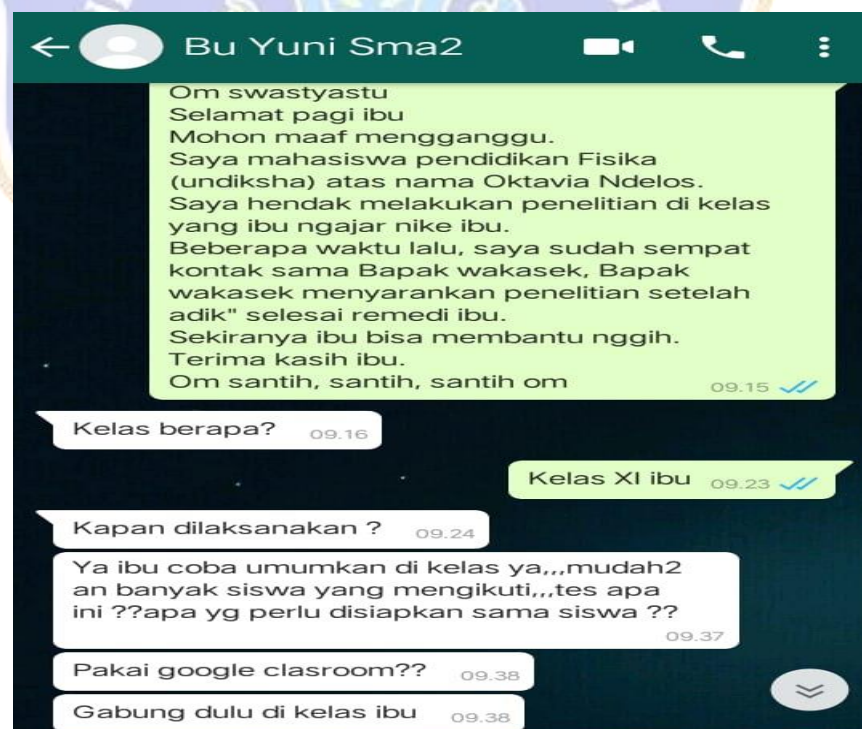 Bu Yuni Sma2
Om swastyastu
Selamat pagi ibu
Mohon maaf mengganggu.
Saya mahasiswa pendidikan Fisika
(undiksha) atas nama Oktavia Ndelos.
Saya hendak melakukan penelitian di kelas
yang ibu ngajar nike ibu.
Beberapa waktu lalu, saya sudah sempat
kontak sama Bapak wakasek, Bapak
wakasek menyarankan penelitian setelah
adik" selesai remedi ibu.
Sekiranya ibu bisa membantu nggih.
Terima kasih ibu.
Om santih, santih, santih om 09.15
Kelas berapa? 09.16
Kelas XI ibu 09.23
Kapan dilaksanakan ? 09.24
Ya ibu coba umumkan di kelas ya,,,mudah2
an banyak siswa yang mengikuti,,,tes apa
ini ??apa yg perlu disiapkan sama siswa ??
09.37
Pakai google clasroom?? 09.38
Gabung dulu di kelas ibu 09.38